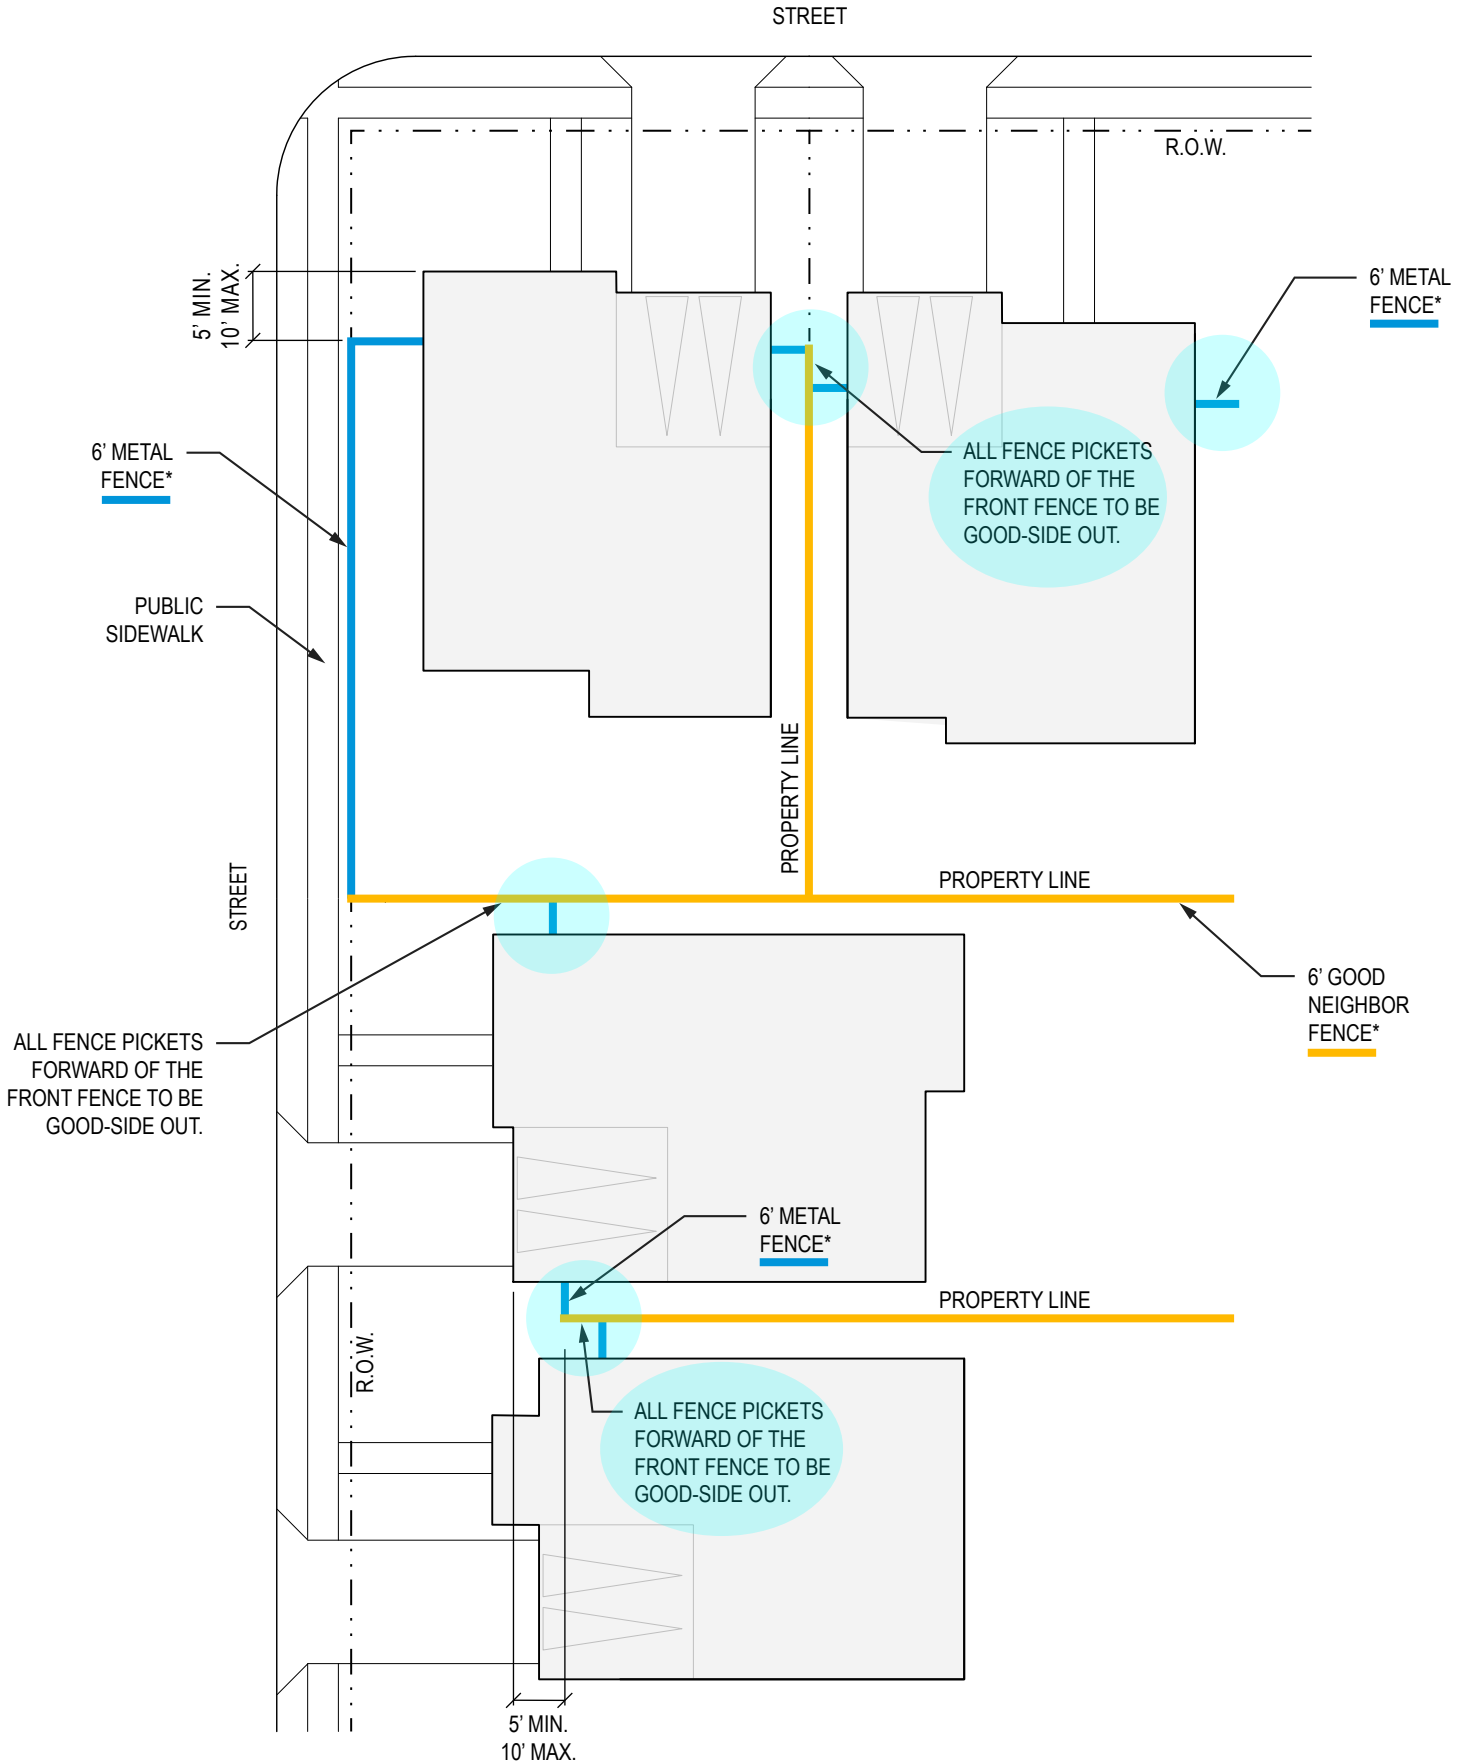 STREET
R.O.W.
5’ MIN.
10’ MAX.
6’ METAL
FENCE*
6’ METAL
FENCE*
ALL FENCE PICKETS
FORWARD OF THE
FRONT FENCE TO BE
GOOD-SIDE OUT.
PUBLIC
SIDEWALK
PROPERTY LINE
STREET
PROPERTY LINE
6’ GOOD
NEIGHBOR
FENCE*
ALL FENCE PICKETS
FORWARD OF THE
FRONT FENCE TO BE
GOOD-SIDE OUT.
6’ METAL
FENCE*
PROPERTY LINE
R.O.W.
ALL FENCE PICKETS
FORWARD OF THE
FRONT FENCE TO BE
GOOD-SIDE OUT.
5’ MIN.
10’ MAX.